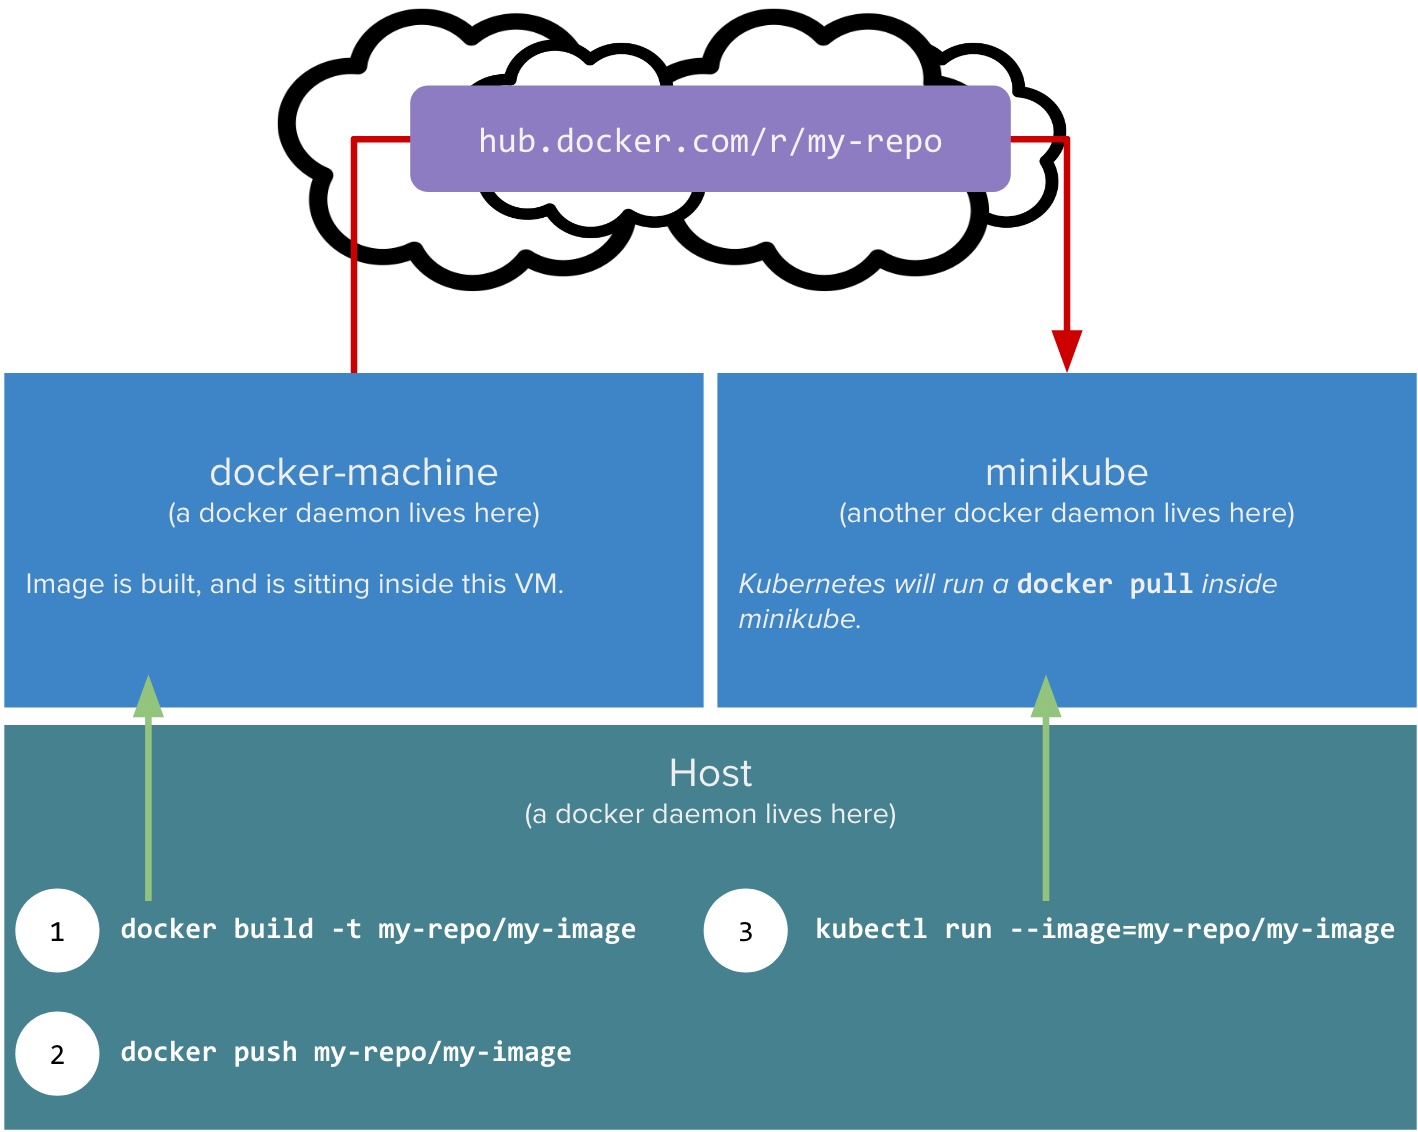 hub.docker.com/r/my-repo
docker-machine
(a docker daemon lives here)
Image is built, and is sitting inside this VM.
minikube
(another docker daemon lives here)
Kubernetes will run a docker pull inside
minikube.
Host
(a docker daemon lives here)
1 docker build -t my-repo/my-image
2 docker push my-repo/my-image
3 kubectl run --image=my-repo/my-image